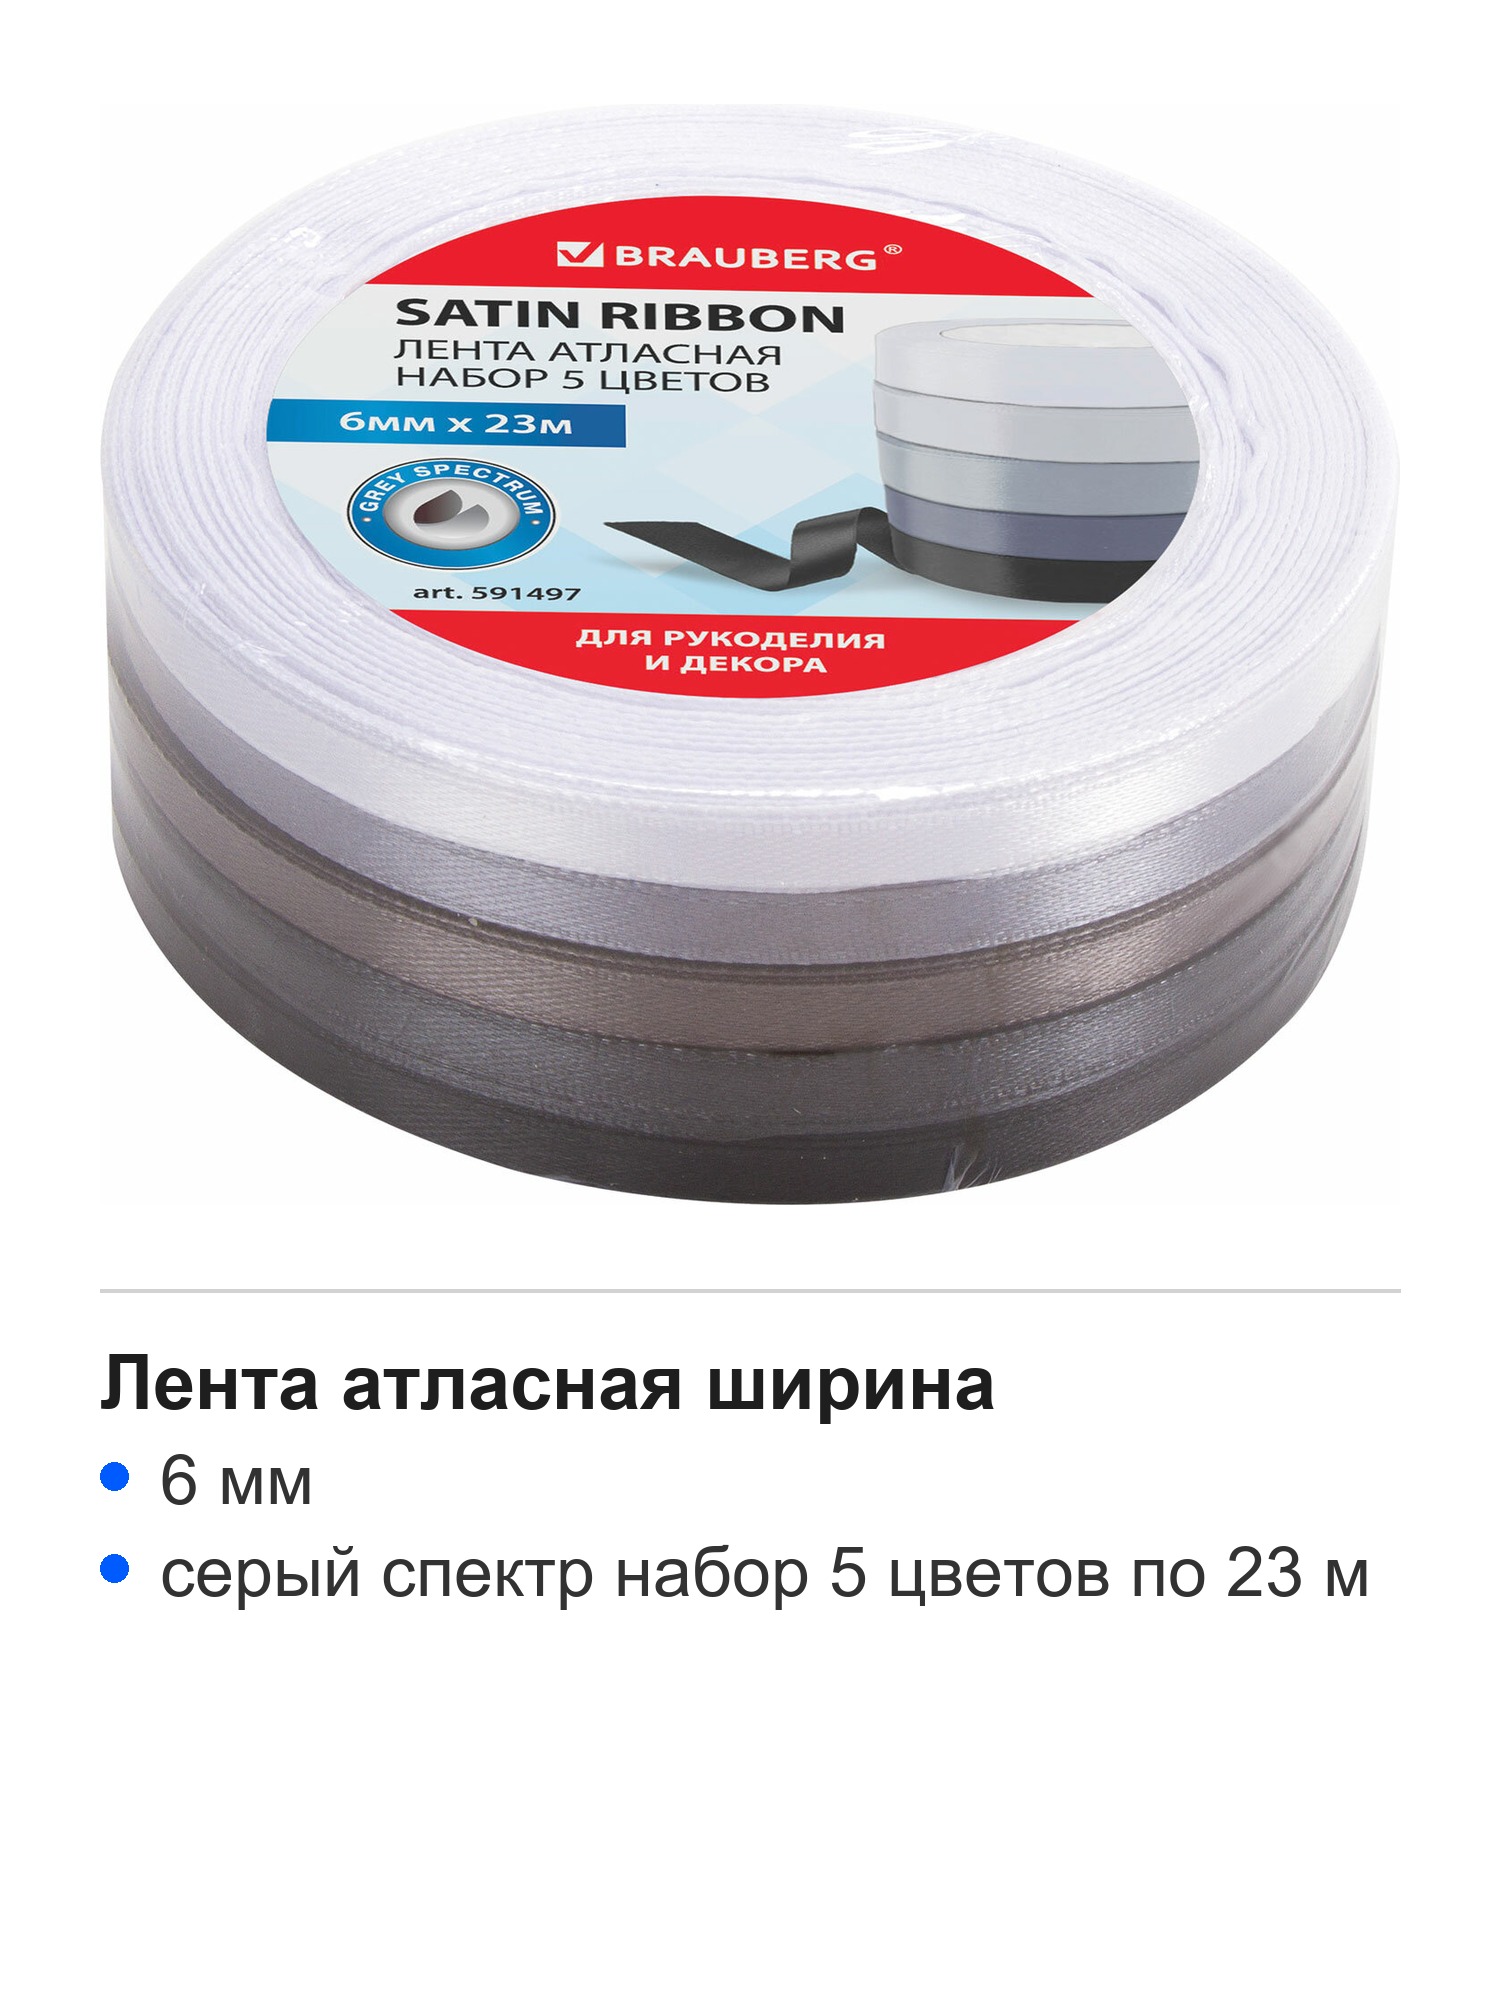 BRAUBERG®
SATIN RIBBON
ЛЕНТА АТЛАСНАЯ
НАБОР 5 ЦВЕТОВ
6мм x 23м
GREY SPECTRUM
art. 591497
ДЛЯ РУКОДЕЛИЯ
И ДЕКОРА
Лента атласная ширина
6 мм
серый спектр набор 5 цветов по 23 м